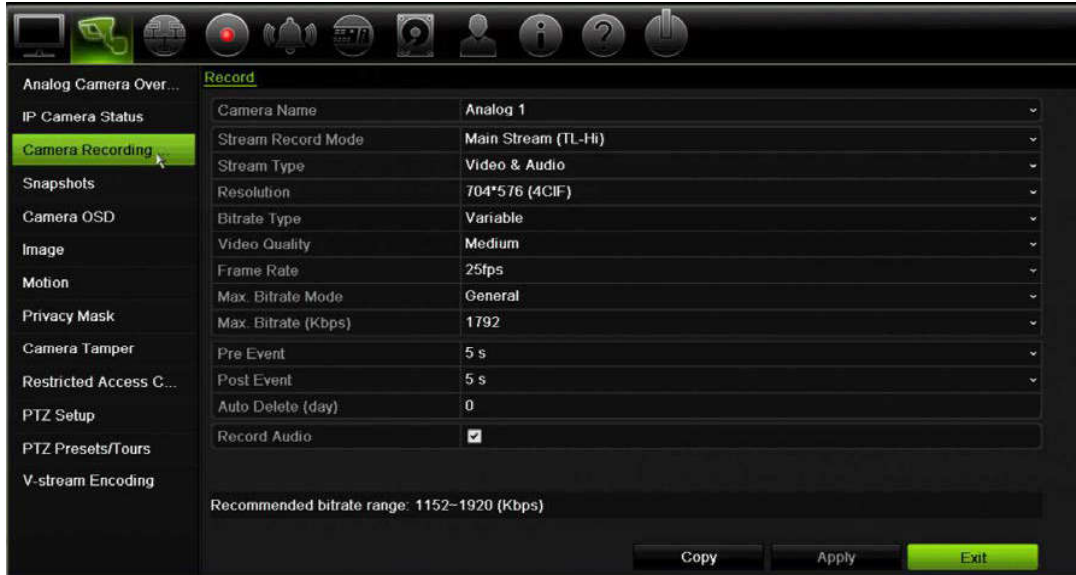 Analog Camera Over...
IP Camera Status
Camera Recording ...
Snapshots
Camera OSD
Image
Motion
Privacy Mask
Camera Tamper
Restricted Access C...
PTZ Setup
PTZ Presets/Tours
V-stream Encoding
Record
Camera Name Analog 1
Stream Record Mode Main Stream (TL-Hi)
Stream Type Video & Audio
Resolution 704*576 (4CIF)
Bitrate Type Variable
Video Quality Medium
Frame Rate 25fps
Max. Bitrate Mode General
Max. Bitrate (Kbps) 1792
Pre Event 5 s
Post Event 5 s
Auto Delete (day) 0
Record Audio
Recommended bitrate range: 1152~1920 (Kbps)
Copy Apply Exit